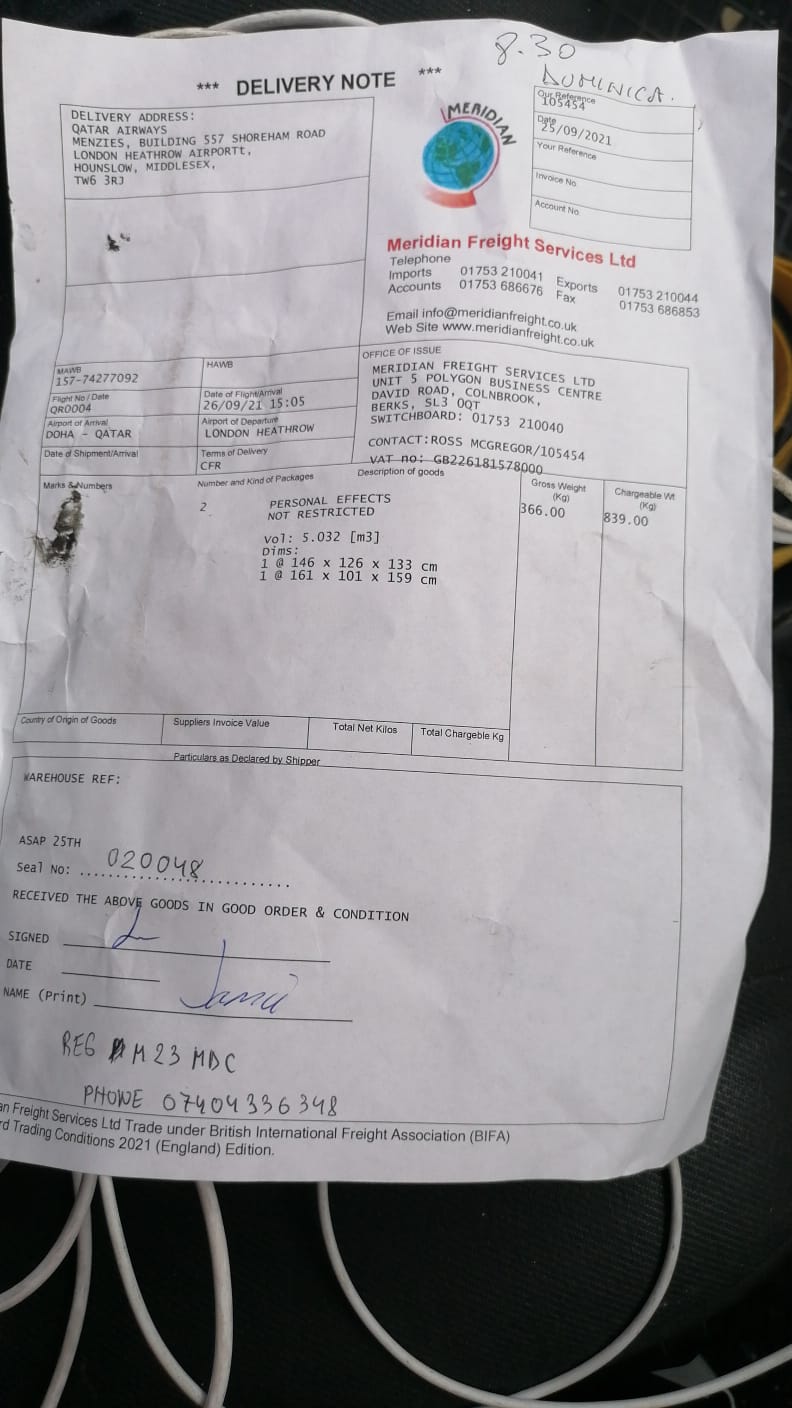 8.30
DOMINICA.
*** DELIVERY NOTE ***
DELIVERY ADDRESS:
QATAR AIRWAYS
MENZIES, BUILDING 557 SHOREHAM ROAD
LONDON HEATHROW AIRPORTT,
HOUNSLOW, MIDDLESEX,
TW6 3RJ
MERIDIAN
Our Reference
105454
Date
25/09/2021
Your Reference
Invoice No
Account No
Meridian Freight Services Ltd
Telephone
Imports 01753 210041 Exports 01753 210044
Accounts 01753 686676 Fax 01753 686853
Email info@meridianfreight.co.uk
Web Site www.meridianfreight.co.uk
MAWB
157-74277092
HAWB
Flight No / Date
QR0004
Date of Flight/Arrival
26/09/21 15:05
Airport of Arrival
DOHA - QATAR
Airport of Departure
LONDON HEATHROW
Date of Shipment/Arrival
Terms of Delivery
CFR
OFFICE OF ISSUE
MERIDIAN FREIGHT SERVICES LTD
UNIT 5 POLYGON BUSINESS CENTRE
DAVID ROAD, COLNBROOK,
BERKS, SL3 0QT
SWITCHBOARD: 01753 210040
CONTACT:ROSS MCGREGOR/105454
VAT no: GB226181578000
Marks & Numbers
Number and Kind of Packages
Description of goods
Gross Weight (Kg)
Chargeable Wt (Kg)
2 PERSONAL EFFECTS 366.00 839.00
NOT RESTRICTED
Vol: 5.032 [m3]
Dims:
1 @ 146 x 126 x 133 cm
1 @ 161 x 101 x 159 cm
Country of Origin of Goods
Suppliers Invoice Value
Total Net Kilos
Total Chargeble Kg
Particulars as Declared by Shipper
WAREHOUSE REF:
ASAP 25TH
Seal No: 020048
RECEIVED THE ABOVE GOODS IN GOOD ORDER & CONDITION
SIGNED
DATE
NAME (Print)
REG M23 MDC
PHONE 07404336348
an Freight Services Ltd Trade under British International Freight Association (BIFA)
rd Trading Conditions 2021 (England) Edition.